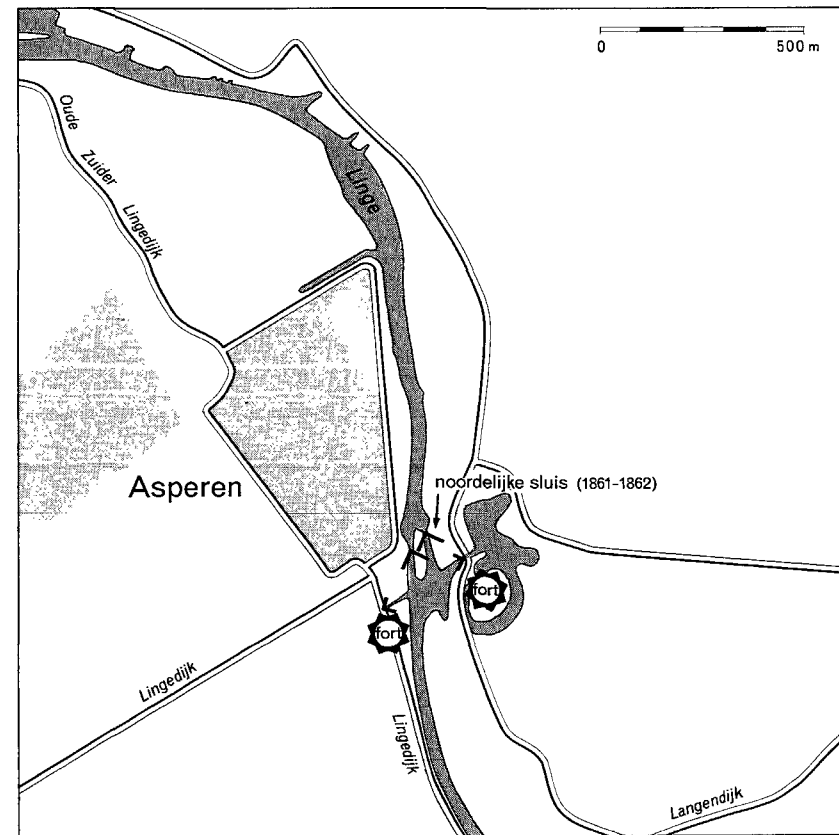 0 500 m
Oude
Zuider
Lingedijk
Linge
Asperen
noordelijke sluis (1861-1862)
fort
fort
Lingedijk
Lingedijk
Langendijk